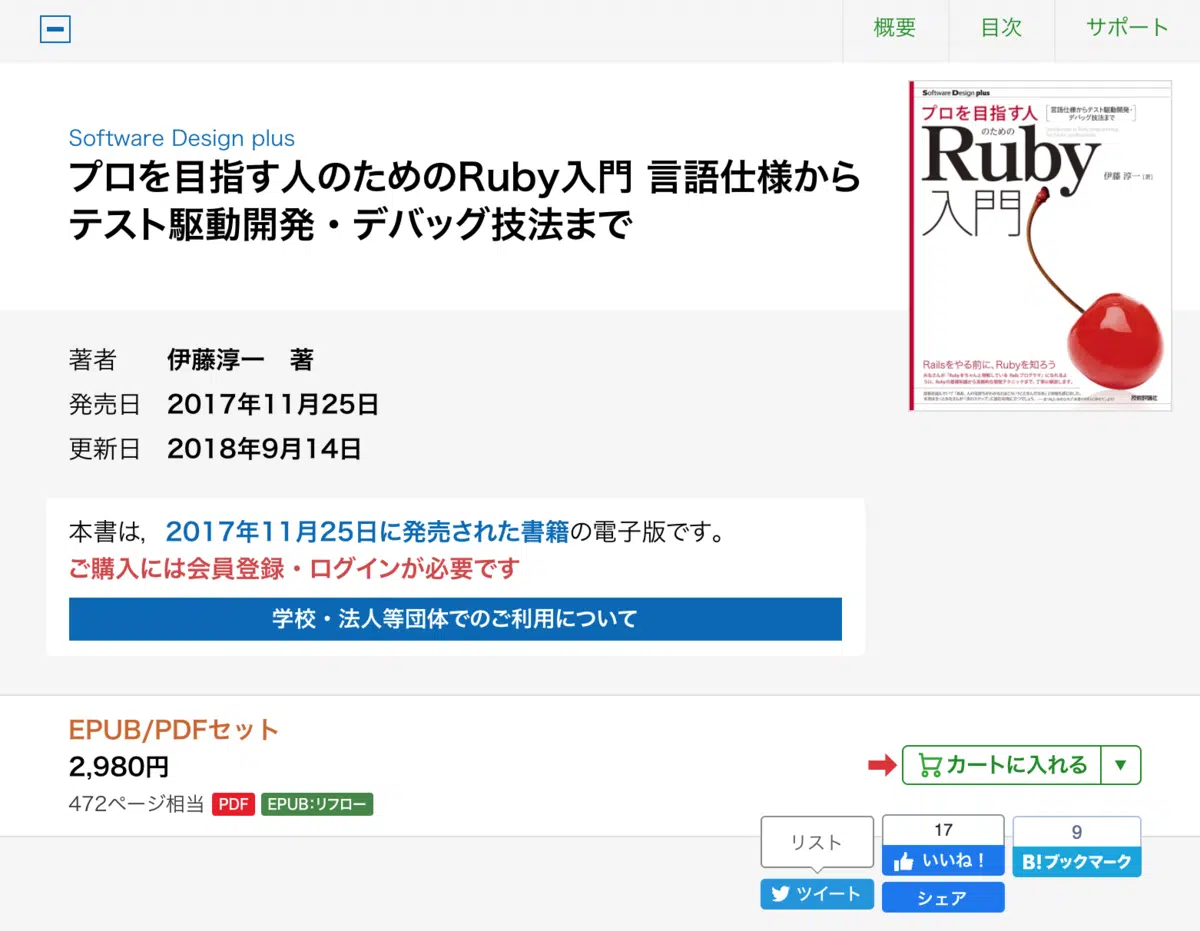 概要
目次
サポート
Software Design plus
プロを目指す人のためのRuby入門 言語仕様から
テスト駆動開発・デバッグ技法まで
Software Design plus
プロを目指す人
のための
言語仕様からテスト駆動開発・
デバッグ技法まで
Ruby
入門
伊藤 淳一[著]
Railsをやる前に、Rubyを知ろう
技術評論社
著者 伊藤淳一 著
発売日 2017年11月25日
更新日 2018年9月14日
本書は，2017年11月25日に発売された書籍の電子版です。
ご購入には会員登録・ログインが必要です
学校・法人等団体でのご利用について
EPUB/PDFセット
2,980円
472ページ相当 PDF EPUB:リフロー
カートに入れる ▼
リスト
17
9
いいね！
B!ブックマーク
ツイート
シェア